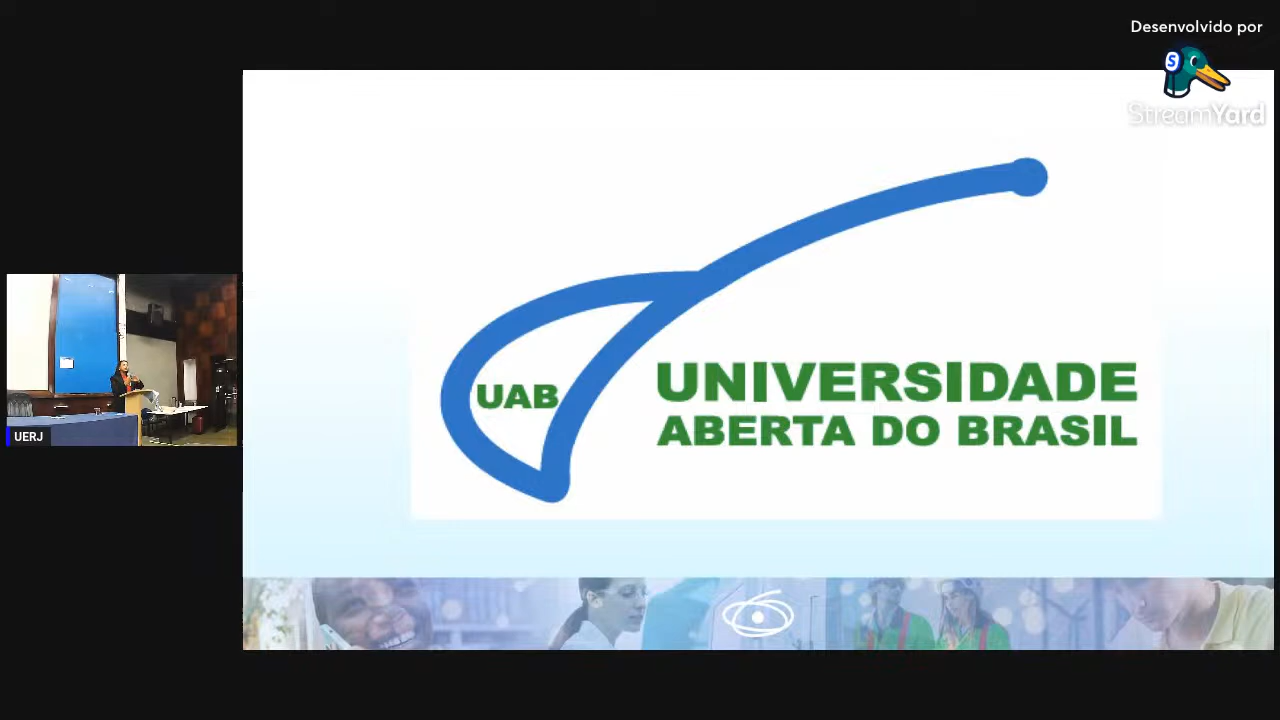 Desenvolvido por
S
StreamYard
UAB
UNIVERSIDADE
ABERTA DO BRASIL
UERJ